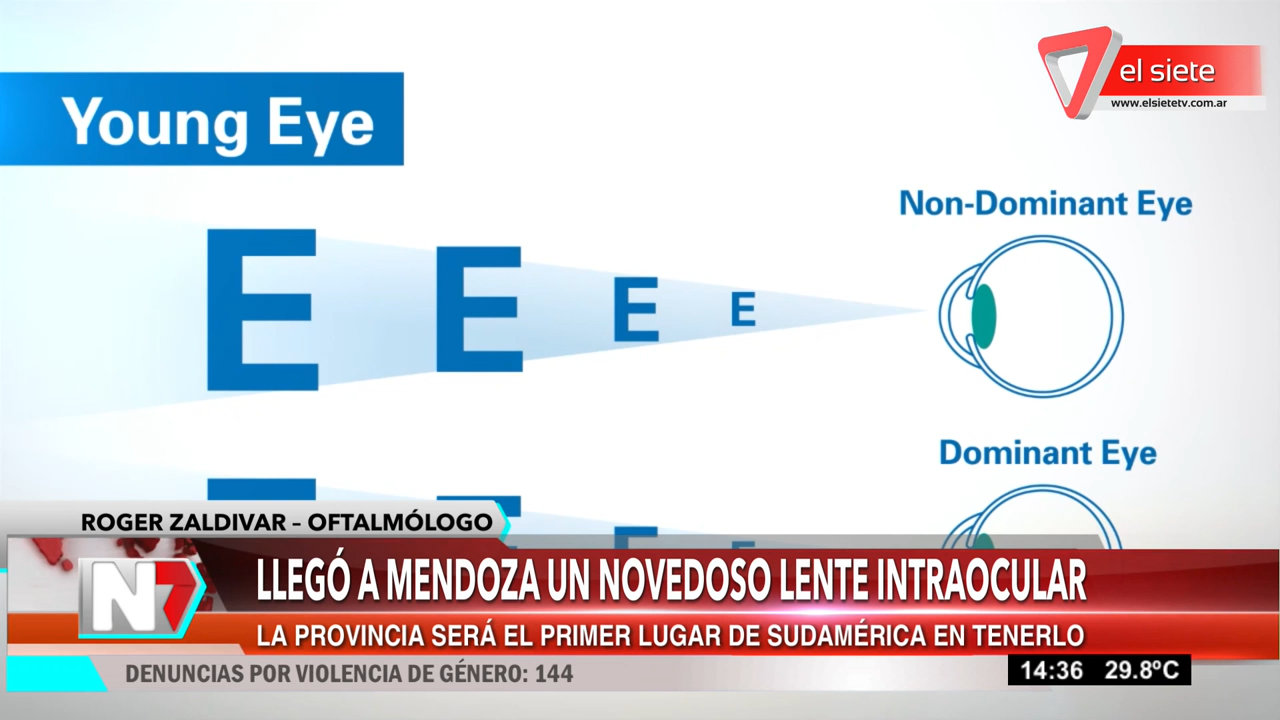 el siete
www.elsietetv.com.ar
Young Eye
Non-Dominant Eye
E E E E
Dominant Eye
ROGER ZALDIVAR – OFTALMÓLOGO
N7
LLEGÓ A MENDOZA UN NOVEDOSO LENTE INTRAOCULAR
LA PROVINCIA SERÁ EL PRIMER LUGAR DE SUDAMÉRICA EN TENERLO
DENUNCIAS POR VIOLENCIA DE GÉNERO: 144
14:36 29.8ºC